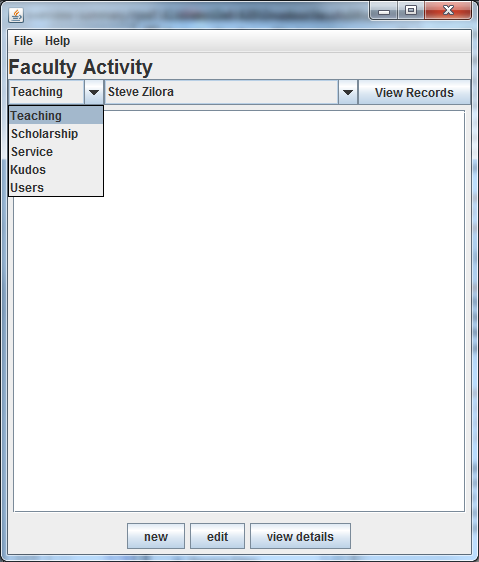 File Help
Faculty Activity
Teaching Steve Zilora View Records
Teaching
Scholarship
Service
Kudos
Users
new edit view details